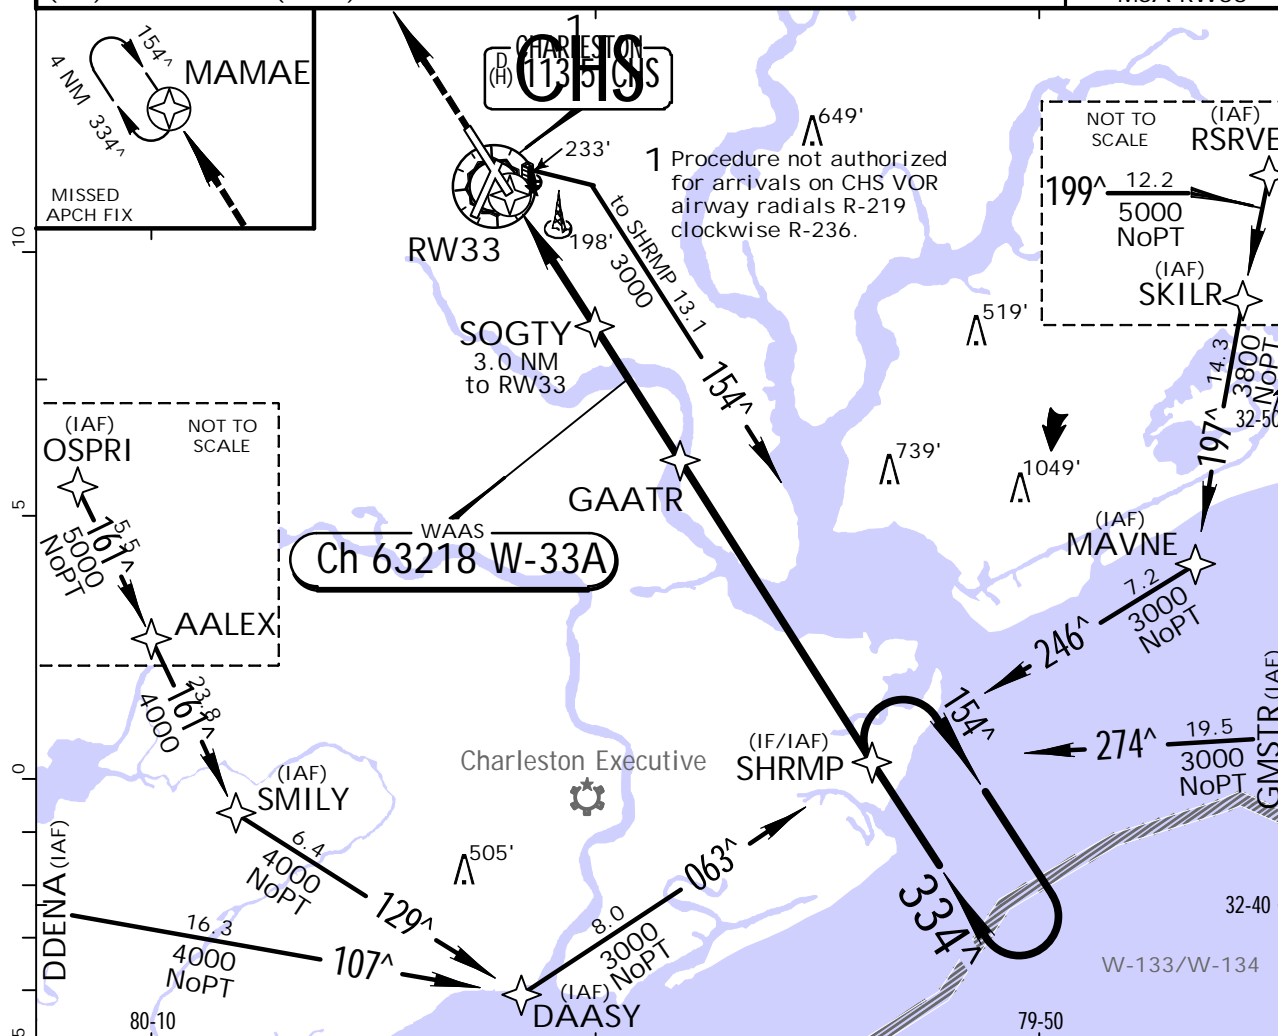 154^
MAMAE
4 NM
334^
MISSED
APCH FIX
1
CHARLESTON
CHS
D
(H)
113.5 CHS
233'
649'
1 Procedure not authorized
for arrivals on CHS VOR
airway radials R-219
clockwise R-236.
NOT TO
SCALE
(IAF)
RSRVE
199^
12.2
5000
NoPT
(IAF)
SKILR
RW33
198'
to SHRMP 13.1
3000
154^
10
SOGTY
3.0 NM
to RW33
519'
14.3
3800
NoPT
197^
32-50
(IAF)
OSPRI
NOT TO
SCALE
5.5
161^
5000
NoPT
AALEX
5
GAATR
WAAS
Ch 63218 W-33A
739'
1049'
(IAF)
MAVNE
7.2
3000
NoPT
246^
23.8
161^
4000
154^
274^
19.5
3000
NoPT
GMSTR (IAF)
0
(IAF)
SMILY
Charleston Executive
(IF/IAF)
SHRMP
6.4
4000
NoPT
129^
505'
063^
8.0
3000
NoPT
334^
32-40
DDENA (IAF)
16.3
4000
NoPT
107^
(IAF)
DAASY
W-133/W-134
80-10
79-50
5